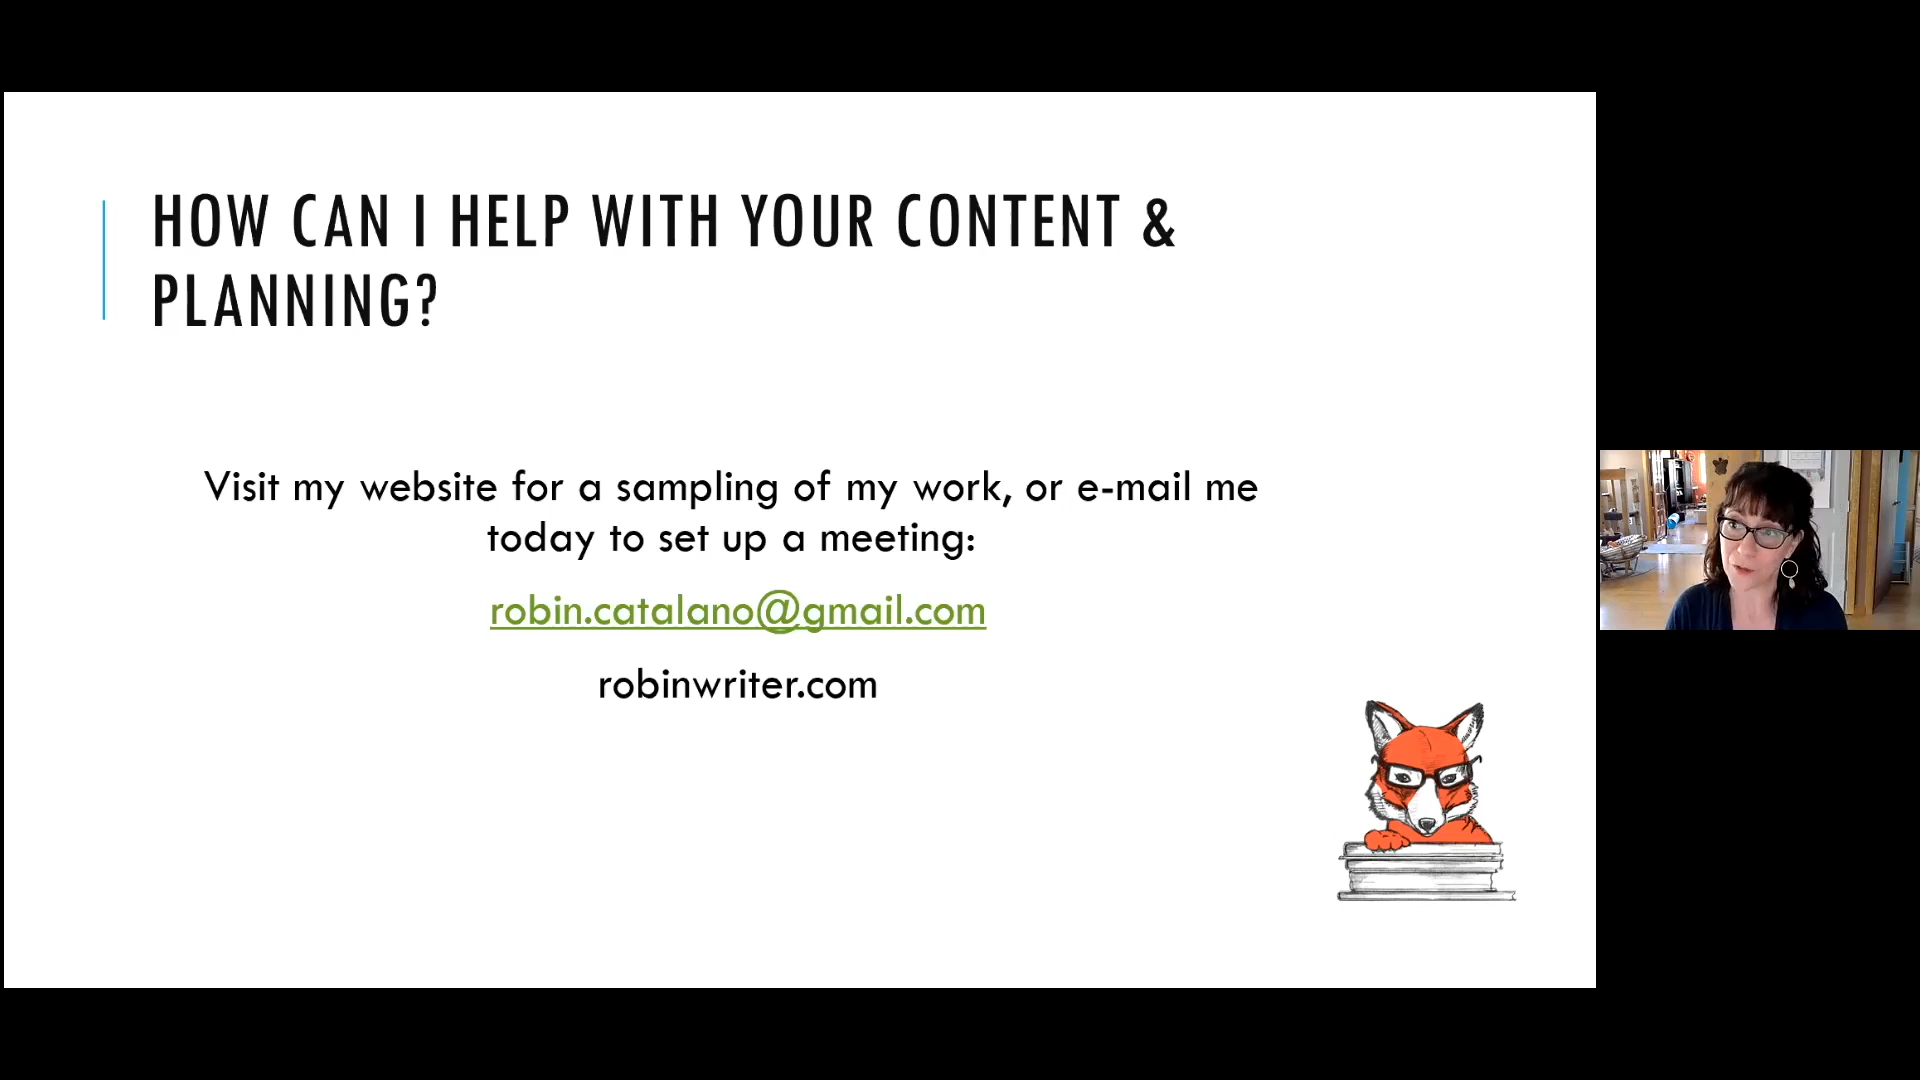 HOW CAN I HELP WITH YOUR CONTENT &
PLANNING?
Visit my website for a sampling of my work, or e-mail me
today to set up a meeting:
robin.catalano@gmail.com
robinwriter.com